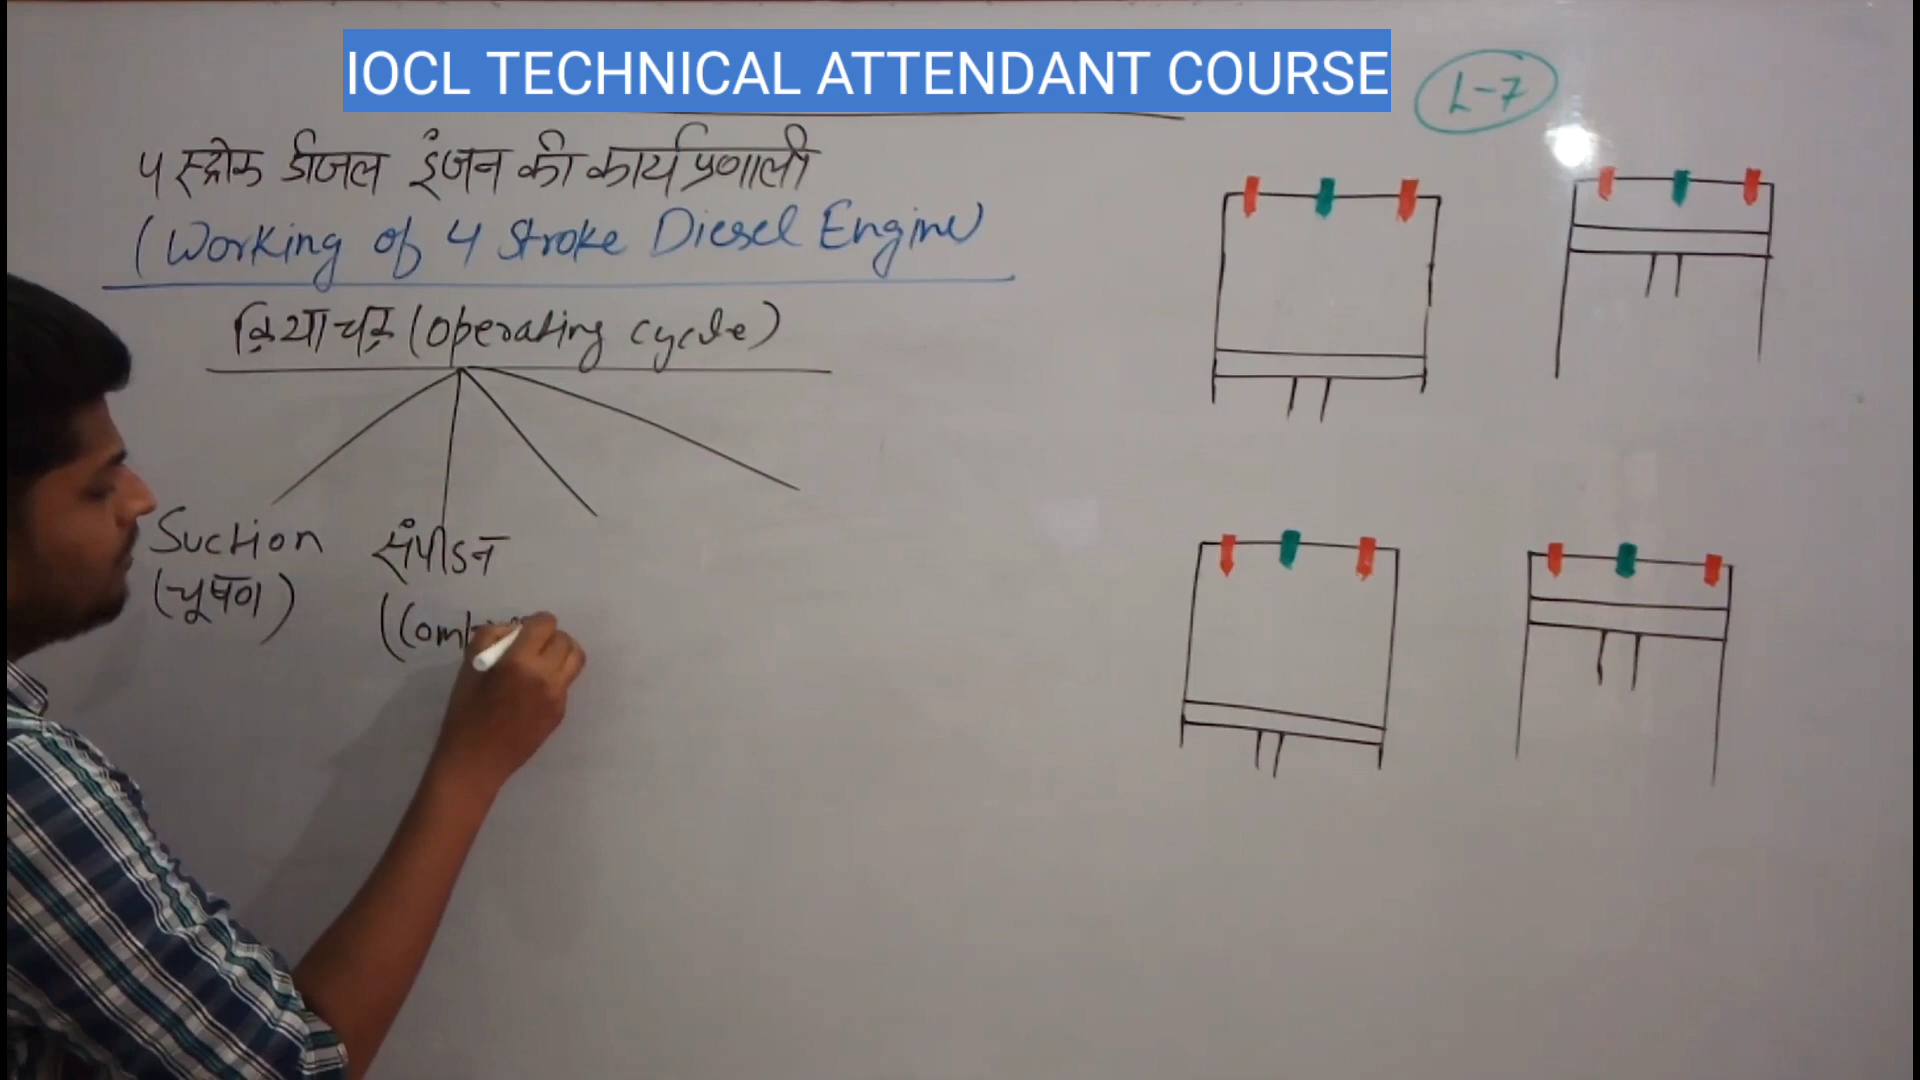 IOCL TECHNICAL ATTENDANT COURSE
L-7
4 स्ट्रोक डीजल इंजन की कार्य प्रणाली
(Working of 4 Stroke Diesel Engine
क्रिया चक्र (Operating cycle)
Suction
संपीडन
(चूषण)